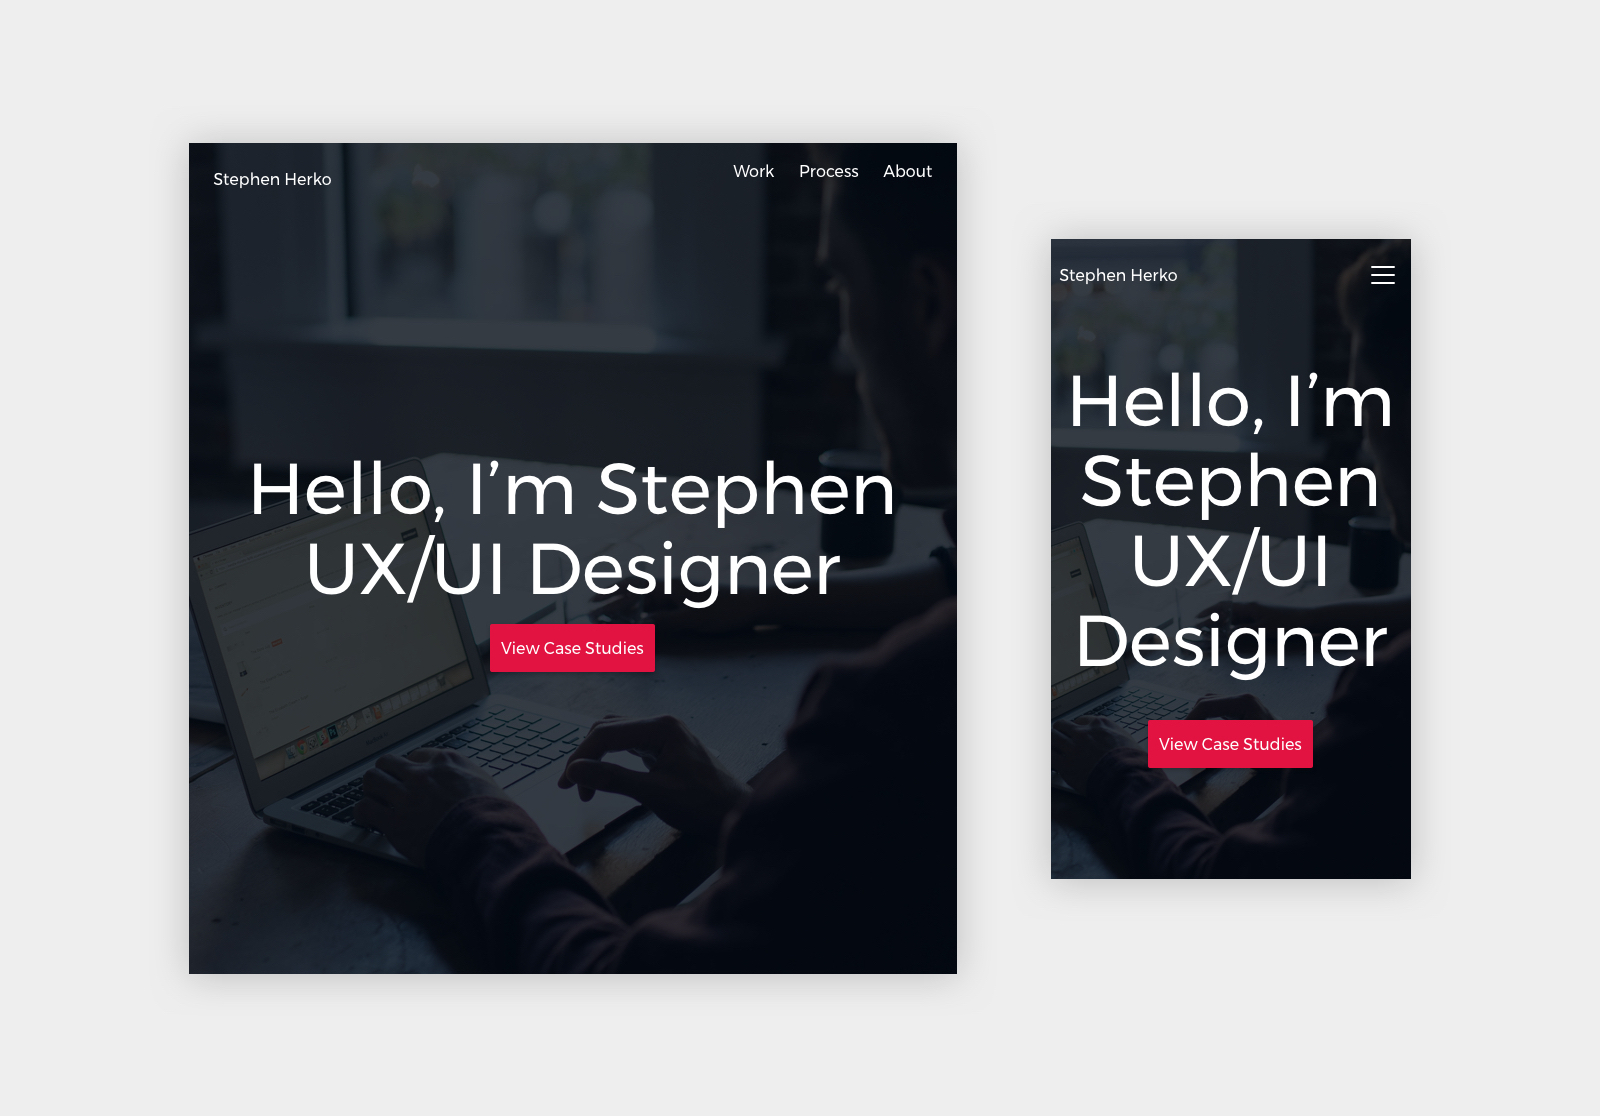 Stephen Herko
Work Process About
Hello, I’m Stephen
UX/UI Designer
View Case Studies
Stephen Herko
Hello, I’m
Stephen
UX/UI
Designer
View Case Studies